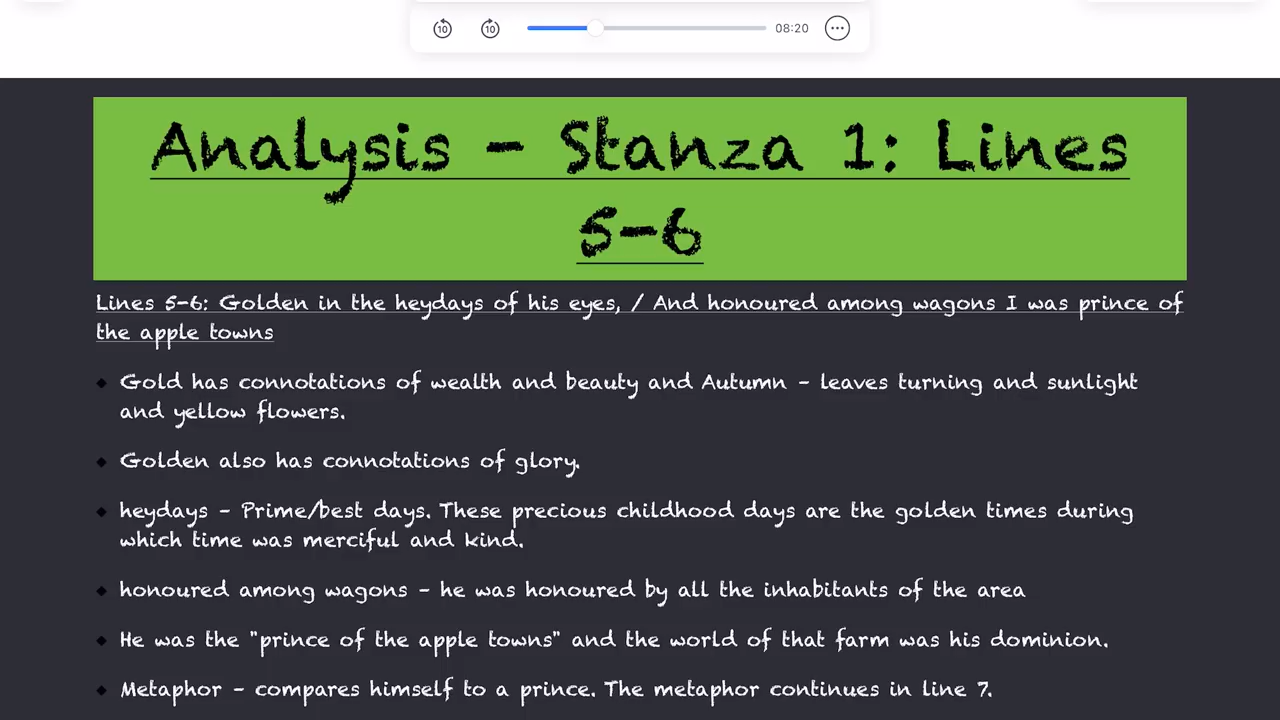 10 10 08:20
Analysis - Stanza 1: Lines
5-6
Lines 5-6: Golden in the heydays of his eyes, / And honoured among wagons I was prince of
the apple towns
Gold has connotations of wealth and beauty and Autumn - leaves turning and sunlight
and yellow flowers.
Golden also has connotations of glory.
heydays - Prime/best days. These precious childhood days are the golden times during
which time was merciful and kind.
honoured among wagons - he was honoured by all the inhabitants of the area
He was the "prince of the apple towns" and the world of that farm was his dominion.
Metaphor - compares himself to a prince. The metaphor continues in line 7.